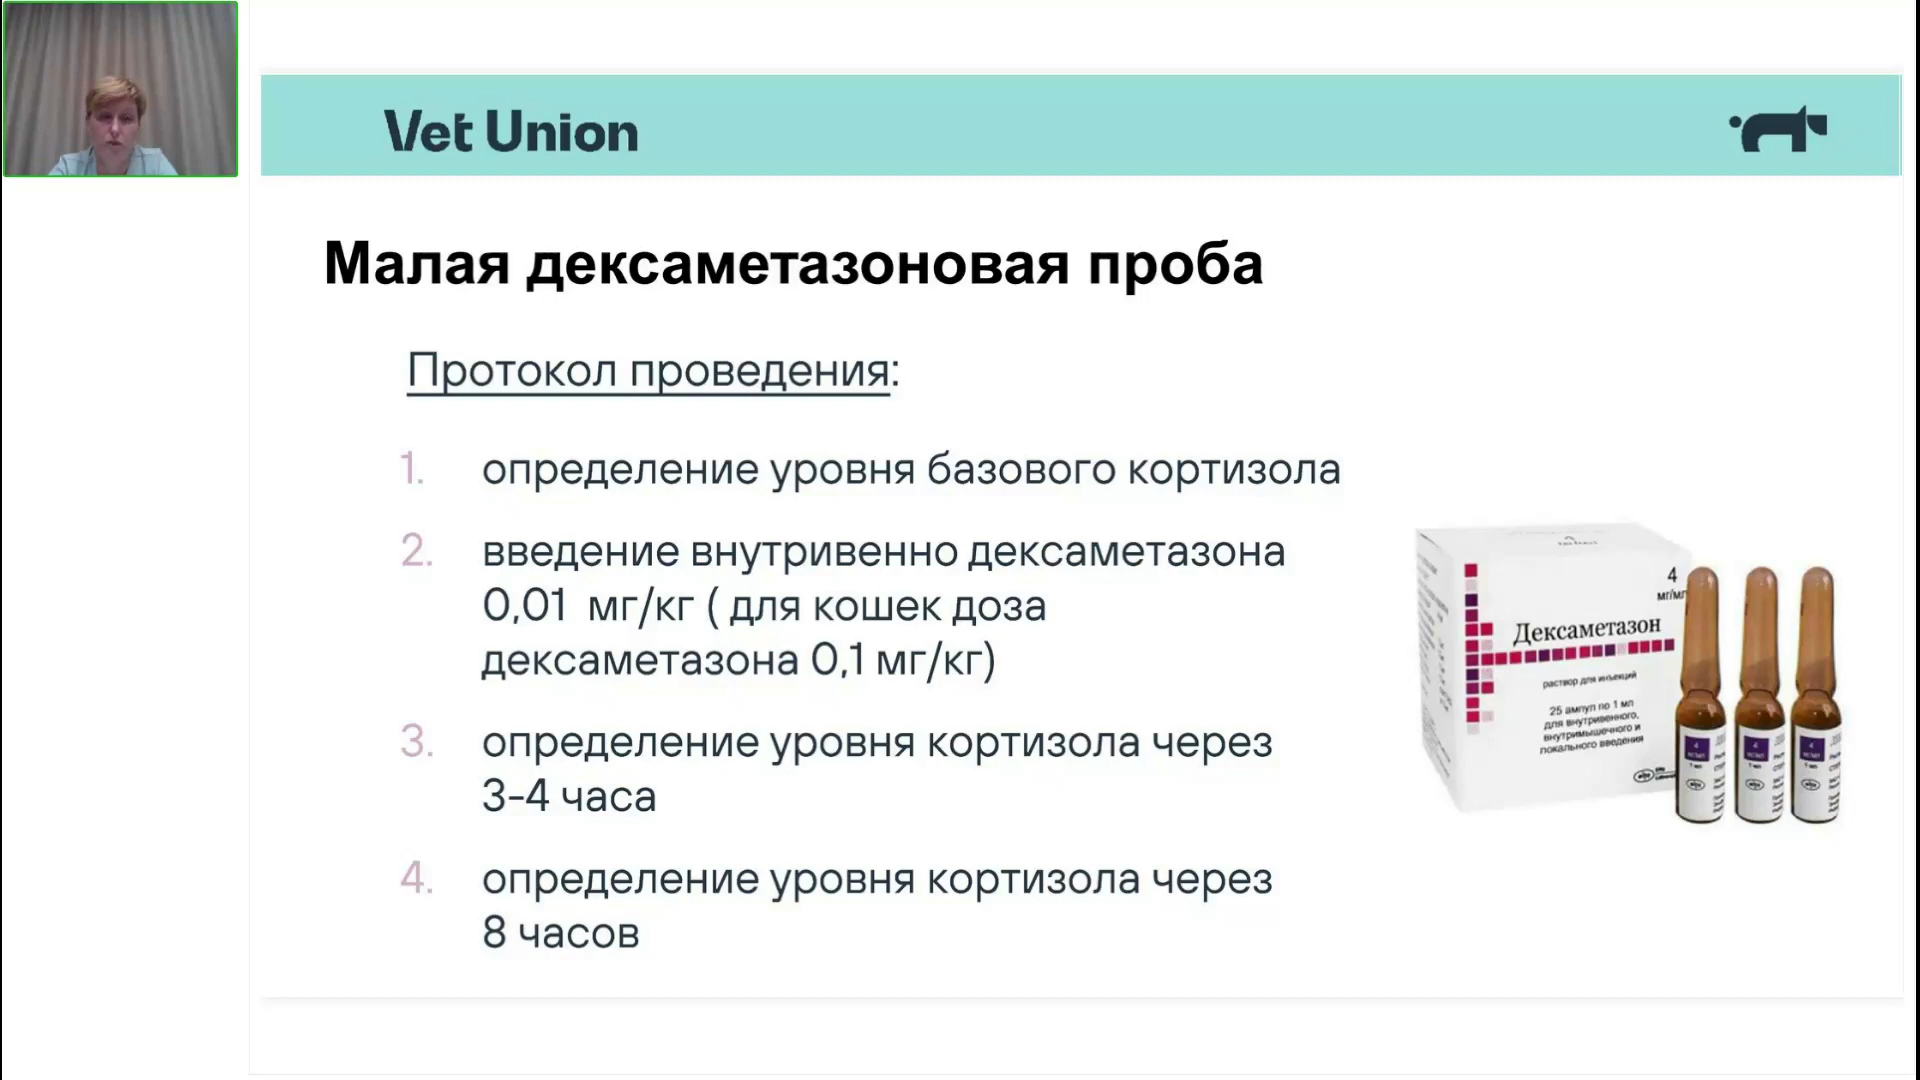 Vet Union
Малая дексаметазоновая проба
Протокол проведения:
1. определение уровня базового кортизола
2. введение внутривенно дексаметазона
0,01 мг/кг ( для кошек доза
дексаметазона 0,1 мг/кг)
3. определение уровня кортизола через
3-4 часа
4. определение уровня кортизола через
8 часов
4
мг/мл
Дексаметазон
раствор для инъекций
25 ампул по 1 мл
для внутривенного,
внутримышечного и
локального введения